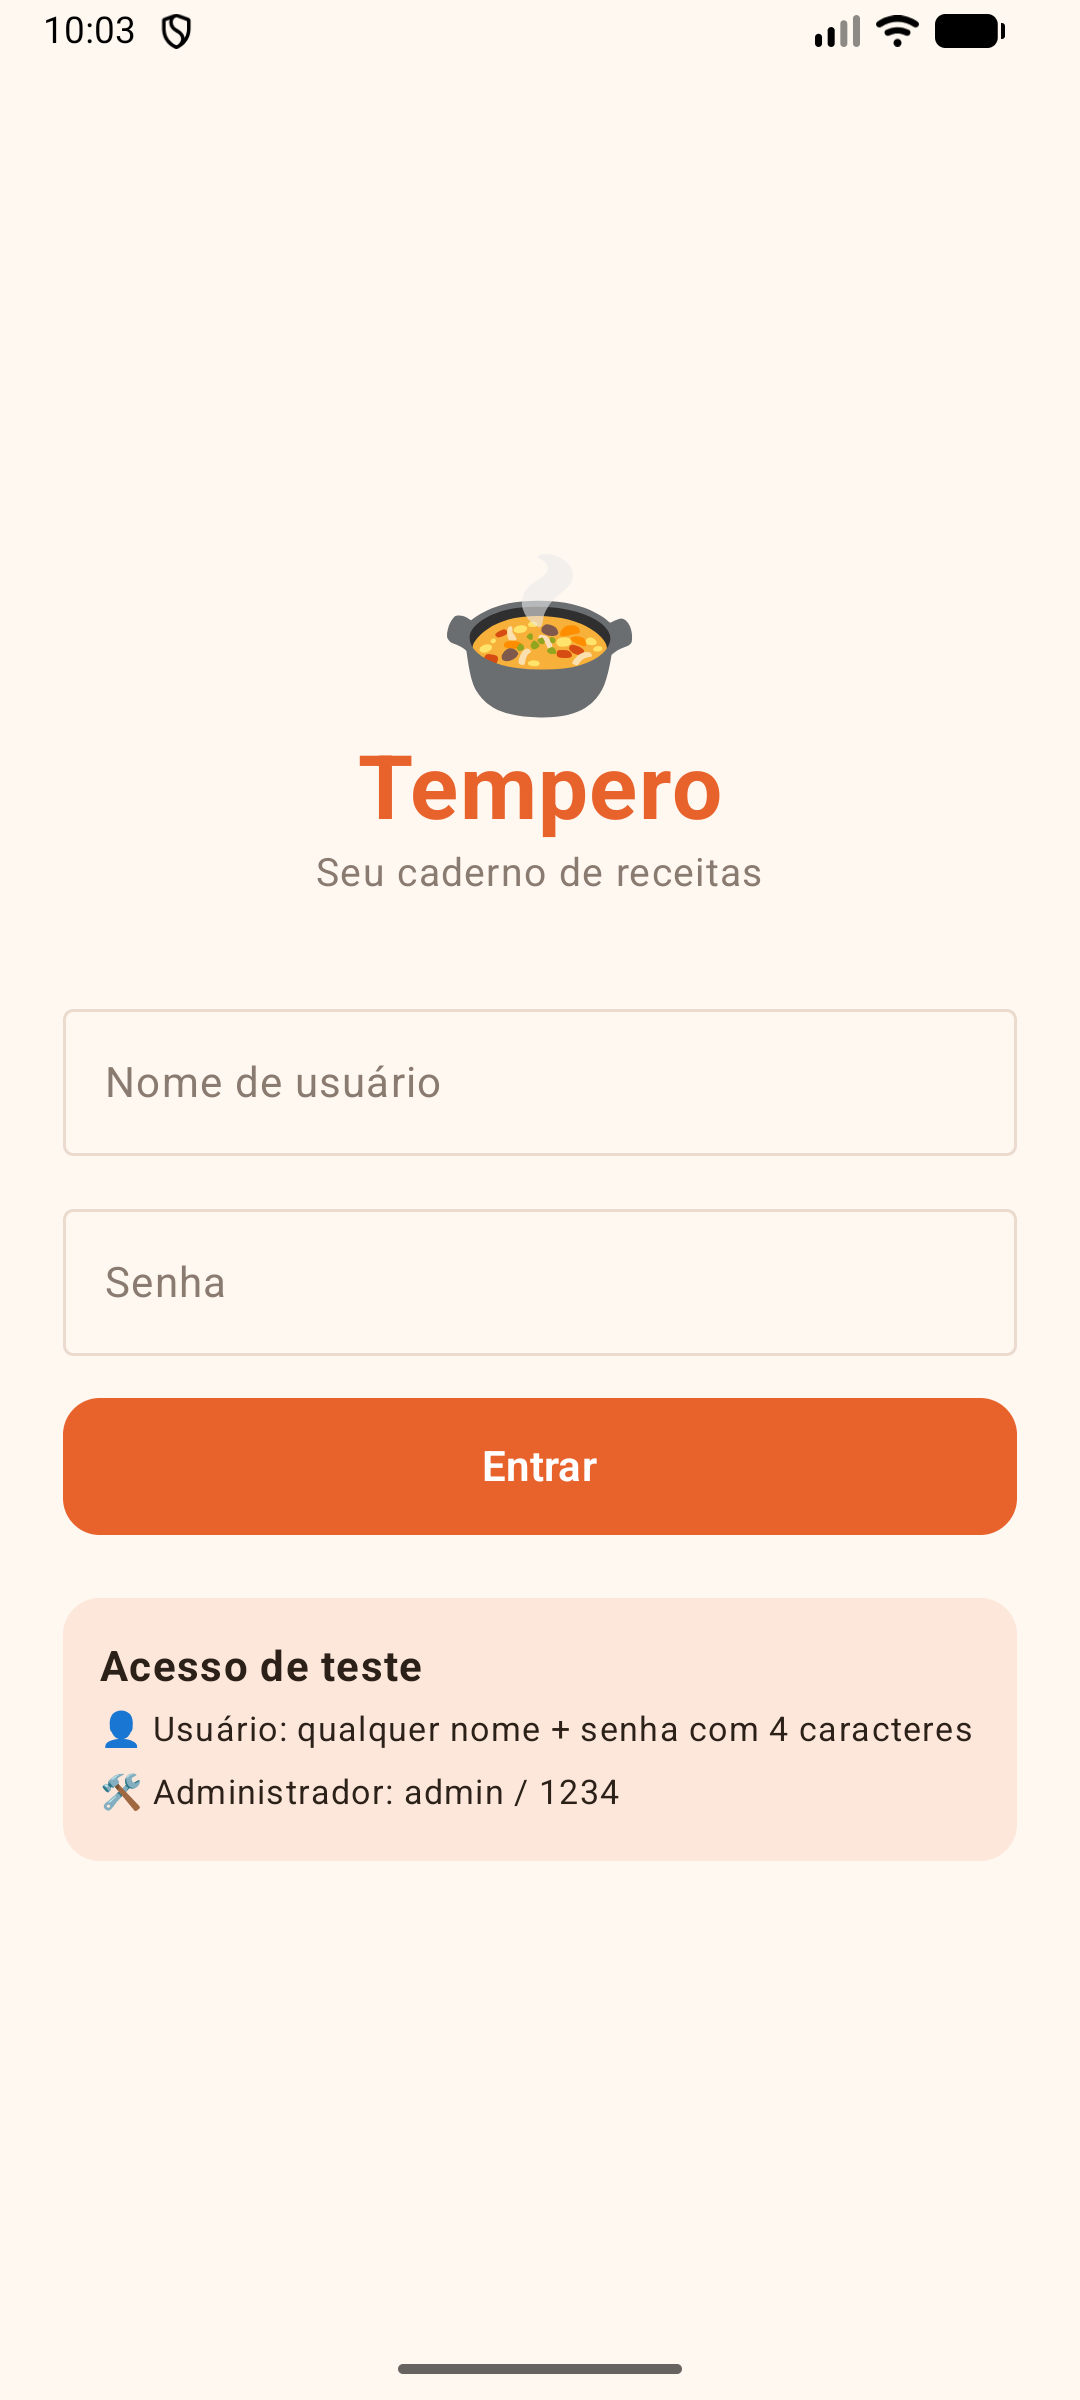 10:03
Tempero
Seu caderno de receitas
Nome de usuário
Senha
Entrar
Acesso de teste
👤 Usuário: qualquer nome + senha com 4 caracteres
🛠️ Administrador: admin / 1234